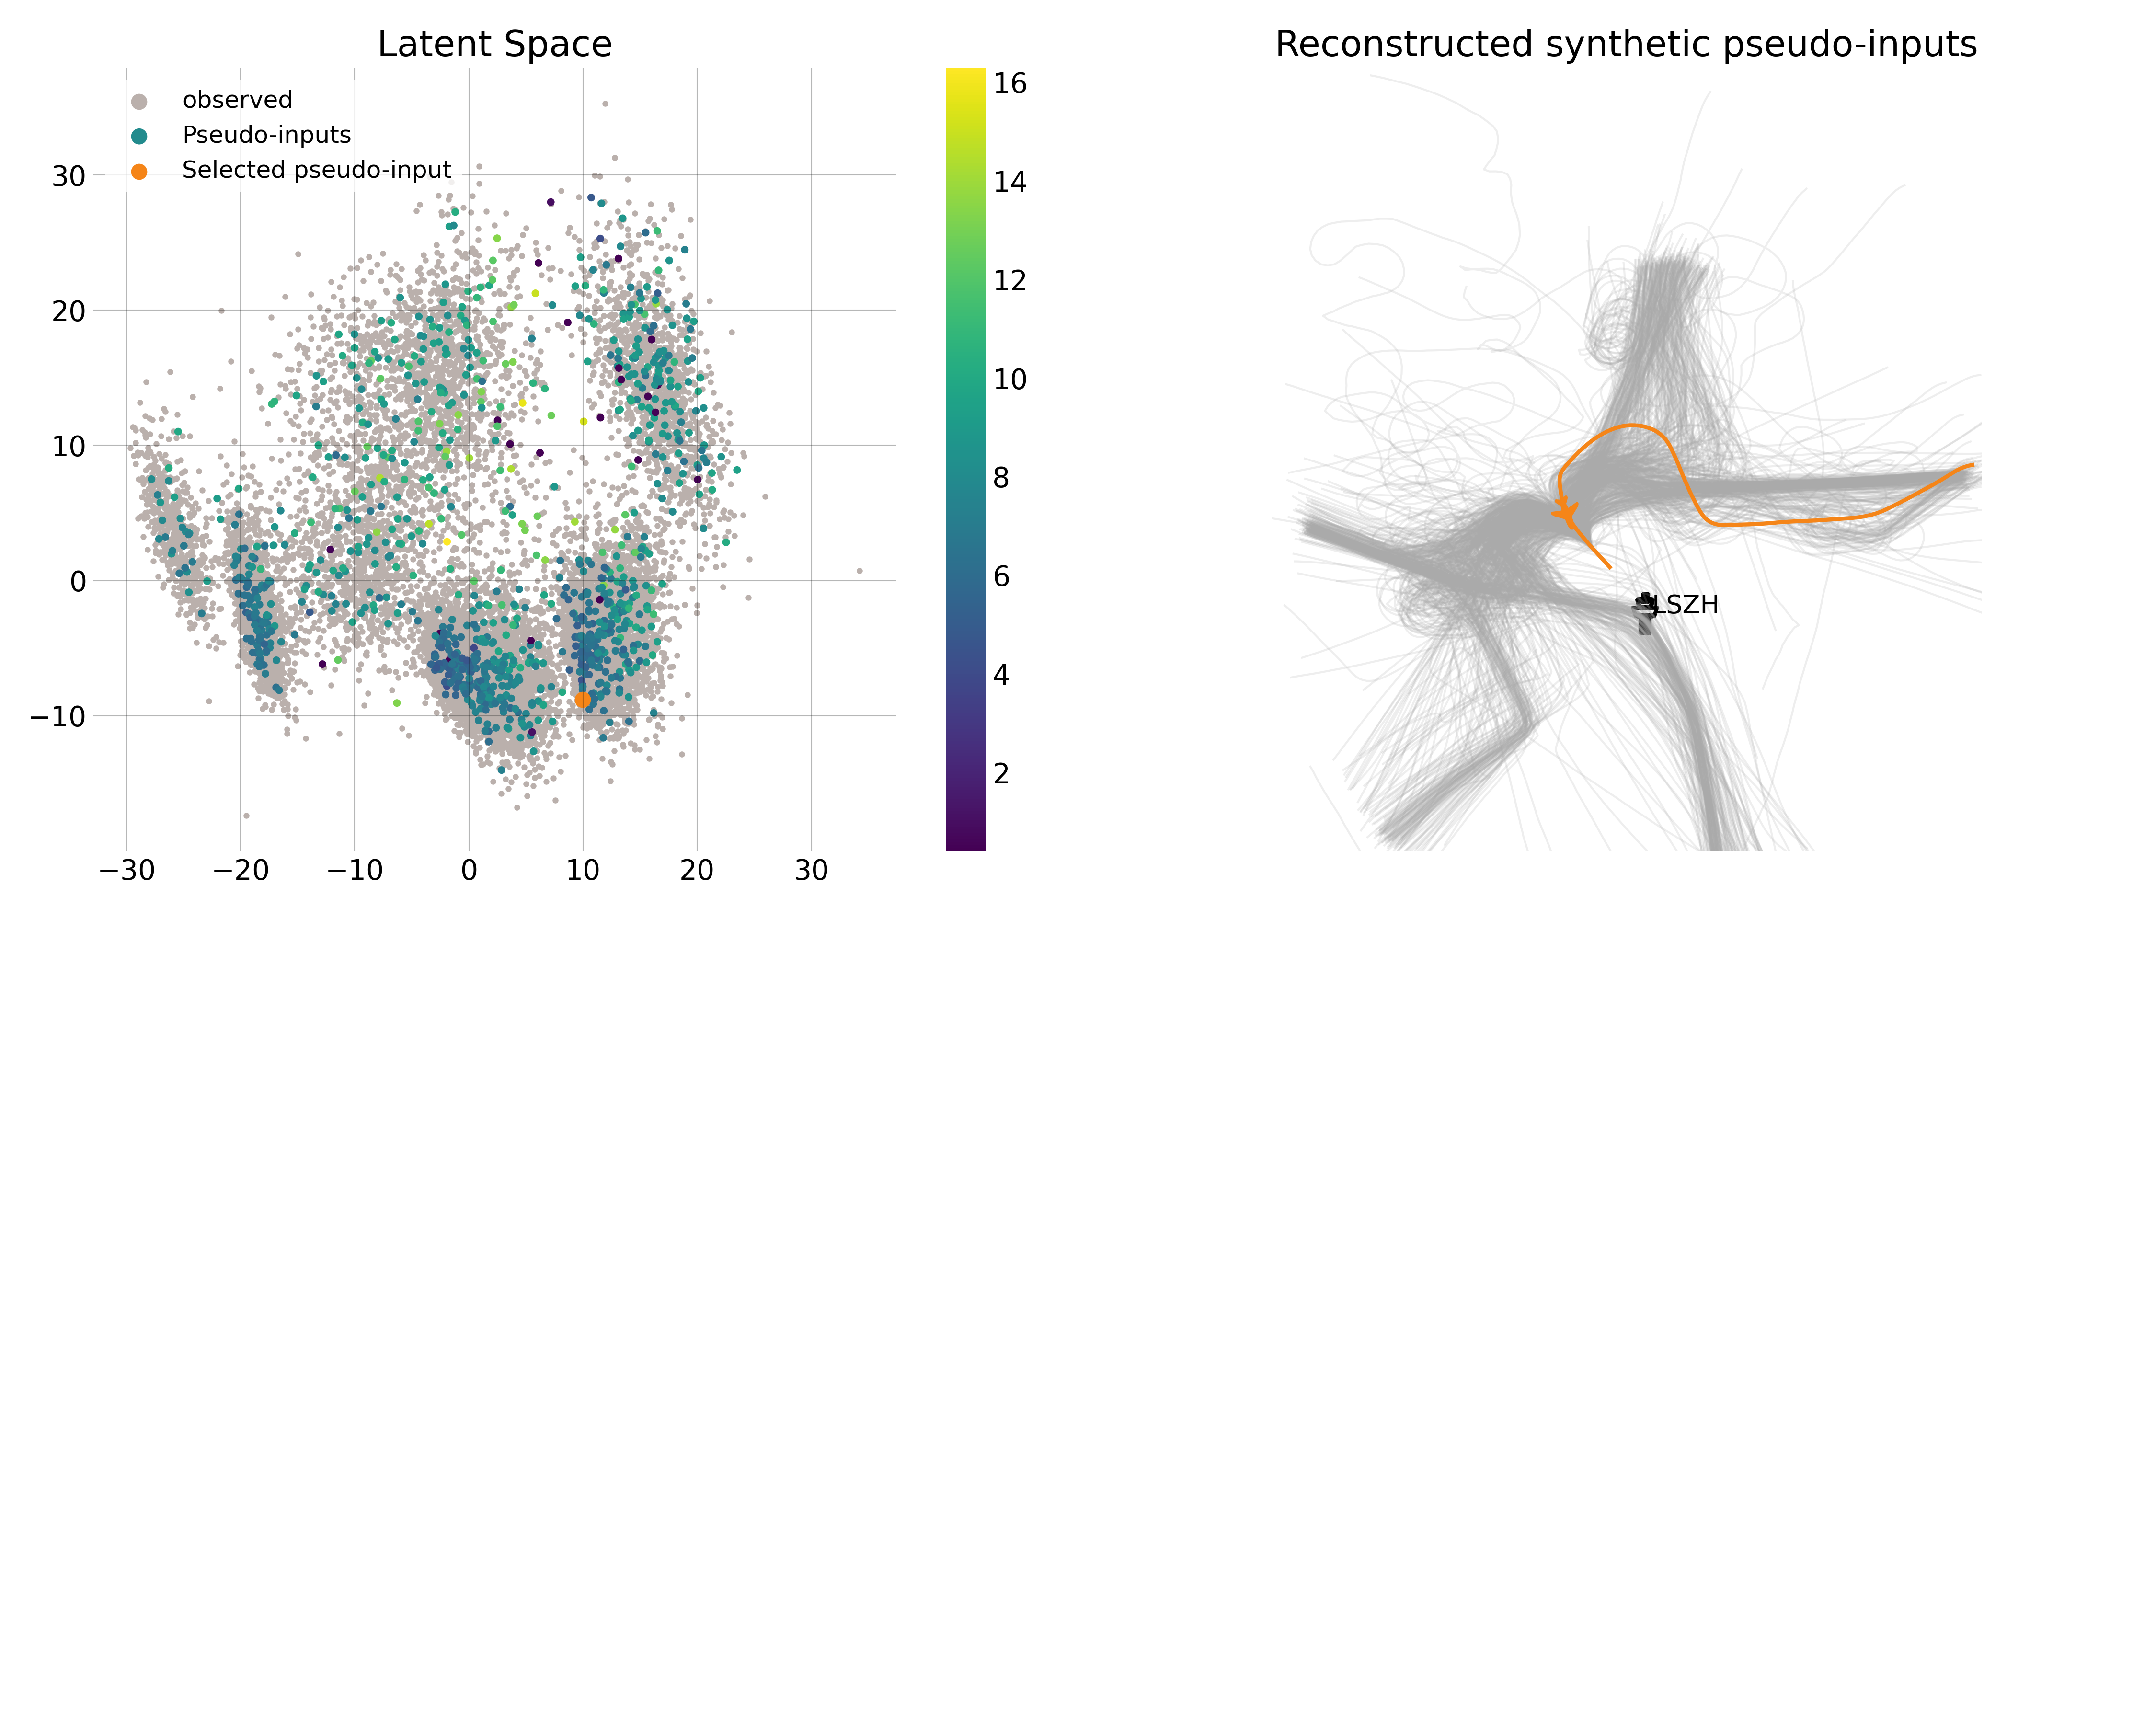 Latent Space
observed
Pseudo-inputs
Selected pseudo-input
30
20
10
0
−10
−30 −20 −10 0 10 20 30
16
14
12
10
8
6
4
2
Reconstructed synthetic pseudo-inputs
LSZH